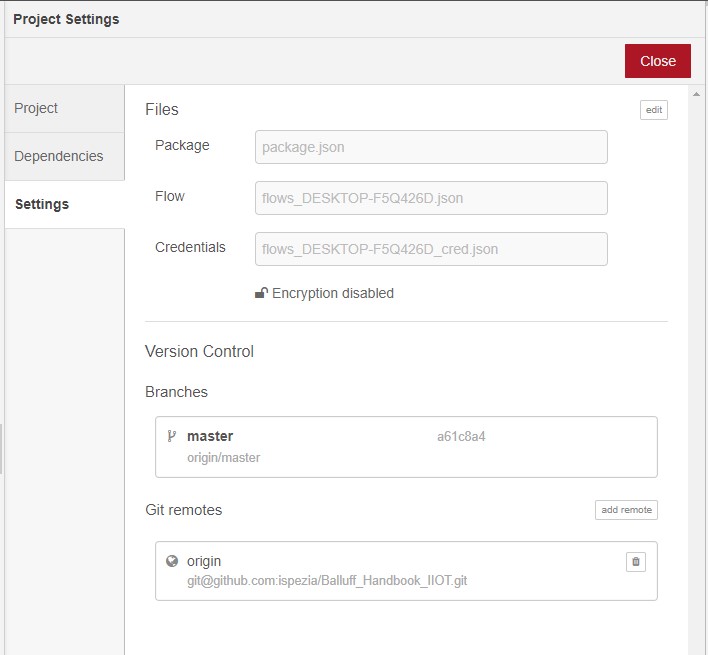 Project Settings
Close
Project
Dependencies
Settings
Files
edit
Package
package.json
Flow
flows_DESKTOP-F5Q426D.json
Credentials
flows_DESKTOP-F5Q426D_cred.json
Encryption disabled
Version Control
Branches
master a61c8a4
origin/master
Git remotes
add remote
origin
git@github.com:ispezia/Balluff_Handbook_IIOT.git